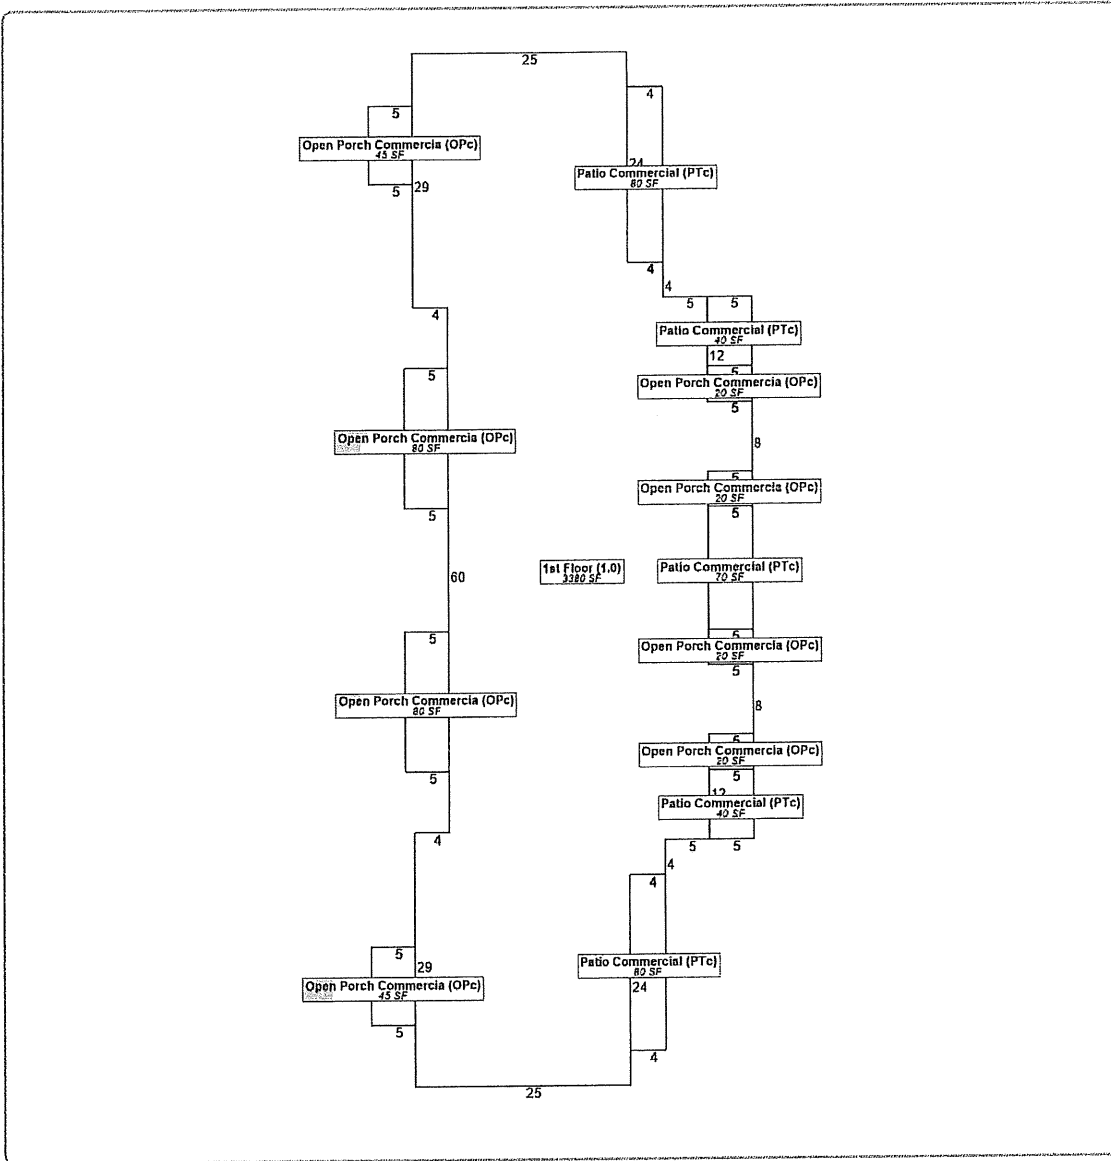 25
5
4
Open Porch Commercia (OPc)
45 SF
24
Patio Commercial (PTc)
80 SF
5
29
4
4
5
5
4
Patio Commercial (PTc)
40 SF
12
5
5
Open Porch Commercia (OPc)
20 SF
5
8
Open Porch Commercia (OPc)
80 SF
5
Open Porch Commercia (OPc)
20 SF
5
5
60
1st Floor (1.0)
3380 SF
Patio Commercial (PTc)
70 SF
5
5
Open Porch Commercia (OPc)
20 SF
5
Open Porch Commercia (OPc)
80 SF
8
5
Open Porch Commercia (OPc)
20 SF
5
5
12
Patio Commercial (PTc)
40 SF
4
5
5
4
4
5
29
Patio Commercial (PTc)
80 SF
Open Porch Commercia (OPc)
45 SF
24
5
4
25